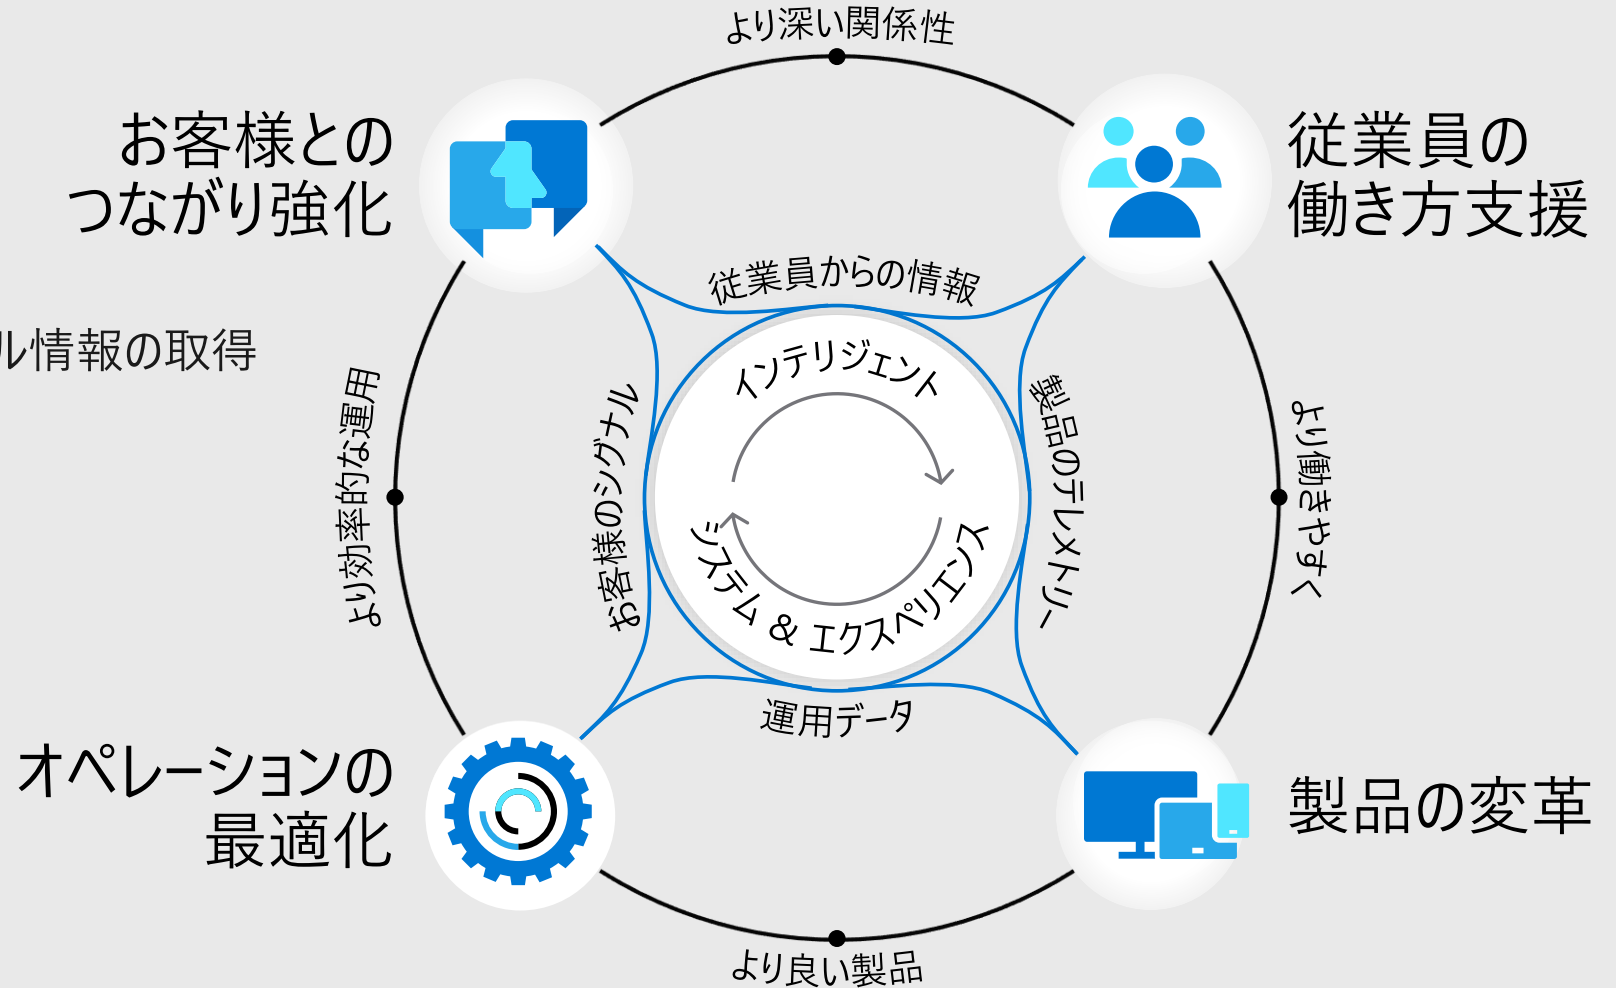 より深い関係性
お客様との
つながり強化
従業員の
働き方支援
従業員からの情報
ル情報の取得
より効率的な運用
お客様のシグナル
インテリジェント
システム & エクスペリエンス
製品のテレメトリー
より働きやすく
運用データ
オペレーションの
最適化
製品の変革
より良い製品